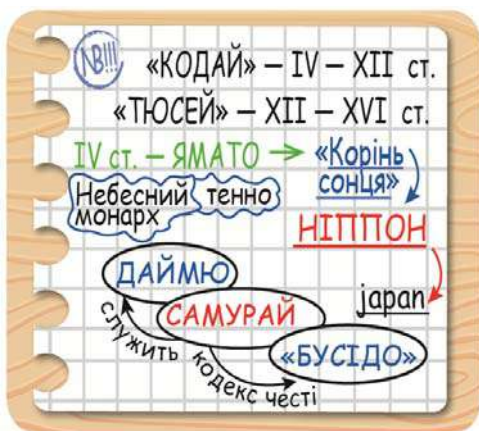 NB!!!
«КОДАЙ» – IV – XII ст.
«ТЮСЕЙ» – XII – XVI ст.
IV ст. – ЯМАТО → «Корінь
сонця»
Небесний тенно
монарх
НІППОН
ДАЙМЮ
japan
САМУРАЙ
служить
«БУСІДО»
кодекс честі